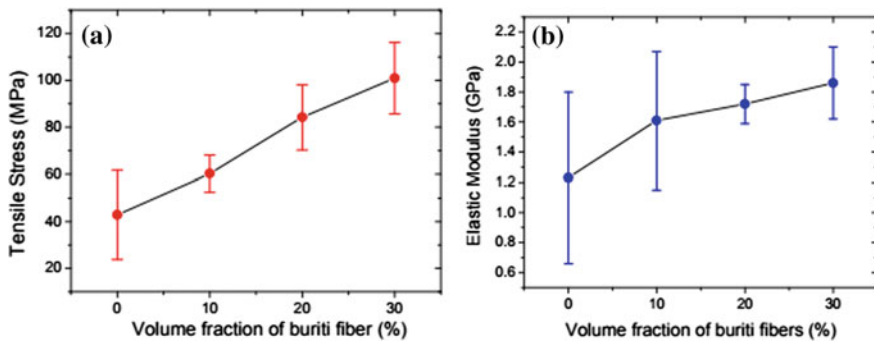 (a)
Tensile Stress (MPa)
120
100
80
60
40
20
0 10 20 30
Volume fraction of buriti fiber (%)
(b)
Elastic Modulus (GPa)
2.2
2.0
1.8
1.6
1.4
1.2
1.0
0.8
0.6
0 10 20 30
Volume fraction of buriti fibers (%)